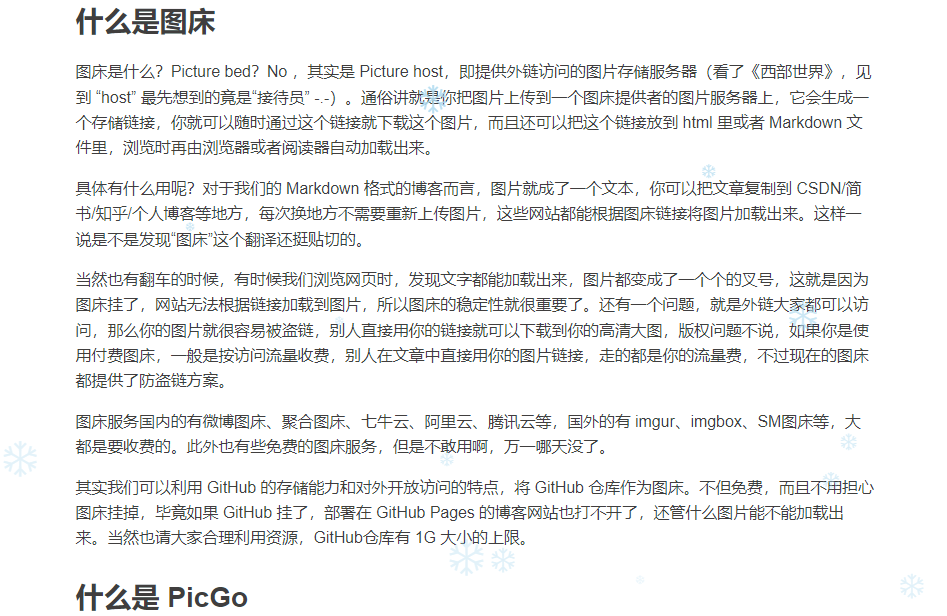 什么是图床
图床是什么？Picture bed？No ，其实是 Picture host，即提供外链访问的图片存储服务器（看了《西部世界》，见
到 “host” 最先想到的竟是“接待员” -.-）。通俗讲就是你把图片上传到一个图床提供者的图片服务器上，它会生成一
个存储链接，你就可以随时通过这个链接就下载这个图片，而且还可以把这个链接放到 html 里或者 Markdown 文
件里，浏览时再由浏览器或者阅读器自动加载出来。
具体有什么用呢？对于我们的 Markdown 格式的博客而言，图片就成了一个文本，你可以把文章复制到 CSDN/简
书/知乎/个人博客等地方，每次换地方不需要重新上传图片，这些网站都能根据图床链接将图片加载出来。这样一
说是不是发现“图床”这个翻译还挺贴切的。
当然也有翻车的时候，有时候我们浏览网页时，发现文字都能加载出来，图片都变成了一个个的叉号，这就是因为
图床挂了，网站无法根据链接加载到图片，所以图床的稳定性就很重要了。还有一个问题，就是外链大家都可以访
问，那么你的图片就很容易被盗链，别人直接用你的链接就可以下载到你的高清大图，版权问题不说，如果你是使
用付费图床，一般是按访问流量收费，别人在文章中直接用你的图片链接，走的都是你的流量费，不过现在的图床
都提供了防盗链方案。
图床服务国内的有微博图床、聚合图床、七牛云、阿里云、腾讯云等，国外的有 imgur、imgbox、SM图床等，大
都是要收费的。此外也有些免费的图床服务，但是不敢用啊，万一哪天没了。
其实我们可以利用 GitHub 的存储能力和对外开放访问的特点，将 GitHub 仓库作为图床。不但免费，而且不用担心
图床挂掉，毕竟如果 GitHub 挂了，部署在 GitHub Pages 的博客网站也打不开了，还管什么图片能不能加载出
来。当然也请大家合理利用资源，GitHub仓库有 1G 大小的上限。
什么是 PicGo